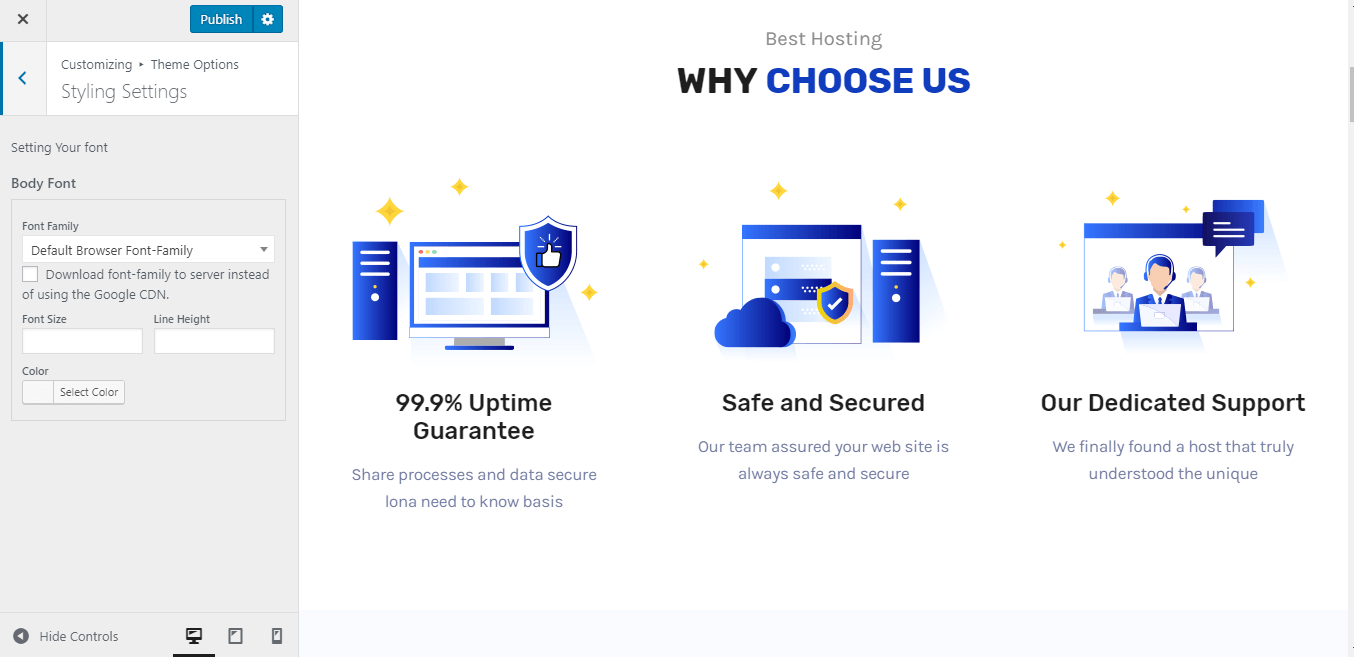 Publish
Customizing ▸ Theme Options
Styling Settings
Setting Your font
Body Font
Font Family
Default Browser Font-Family
Download font-family to server instead
of using the Google CDN.
Font Size Line Height
Color
Select Color
Hide Controls
Best Hosting
WHY CHOOSE US
99.9% Uptime
Guarantee
Share processes and data secure
lona need to know basis
Safe and Secured
Our team assured your web site is
always safe and secure
Our Dedicated Support
We finally found a host that truly
understood the unique